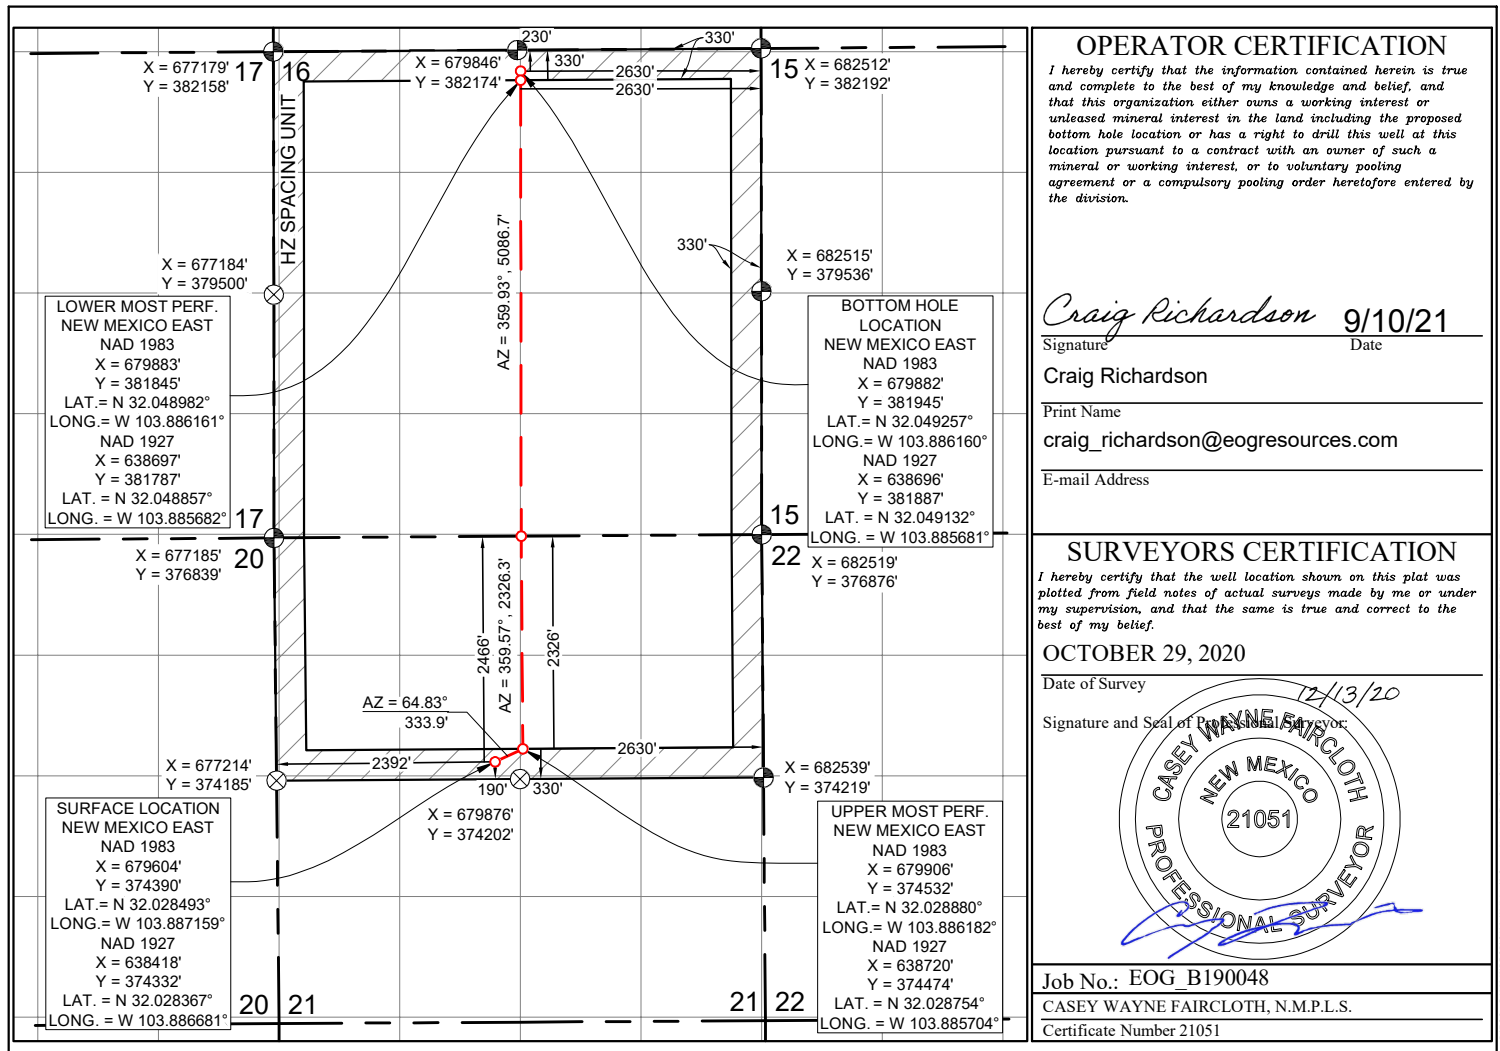 230'
330'
X = 679846'
Y = 382174'
330'
2630'
2630'
X = 677179'
Y = 382158'
17
16
15
X = 682512'
Y = 382192'
HZ SPACING UNIT
AZ = 359.93°, 5086.7'
330'
X = 677184'
Y = 379500'
X = 682515'
Y = 379536'
LOWER MOST PERF.
NEW MEXICO EAST
NAD 1983
X = 679883'
Y = 381845'
LAT.= N 32.048982°
LONG.= W 103.886161°
NAD 1927
X = 638697'
Y = 381787'
LAT. = N 32.048857°
LONG. = W 103.885682°
BOTTOM HOLE
LOCATION
NEW MEXICO EAST
NAD 1983
X = 679882'
Y = 381945'
LAT.= N 32.049257°
LONG.= W 103.886160°
NAD 1927
X = 638696'
Y = 381887'
LAT. = N 32.049132°
LONG. = W 103.885681°
17
20
15
22
X = 677185'
Y = 376839'
X = 682519'
Y = 376876'
2466'
AZ = 359.57°, 2326.3'
2326'
AZ = 64.83°
333.9'
2392'
2630'
190'
330'
X = 677214'
Y = 374185'
X = 679876'
Y = 374202'
X = 682539'
Y = 374219'
SURFACE LOCATION
NEW MEXICO EAST
NAD 1983
X = 679604'
Y = 374390'
LAT.= N 32.028493°
LONG.= W 103.887159°
NAD 1927
X = 638418'
Y = 374332'
LAT. = N 32.028367°
LONG. = W 103.886681°
UPPER MOST PERF.
NEW MEXICO EAST
NAD 1983
X = 679906'
Y = 374532'
LAT.= N 32.028880°
LONG.= W 103.886182°
NAD 1927
X = 638720'
Y = 374474'
LAT. = N 32.028754°
LONG. = W 103.885704°
20
21
21
22
OPERATOR CERTIFICATION
I hereby certify that the information contained herein is true
and complete to the best of my knowledge and belief, and
that this organization either owns a working interest or
unleased mineral interest in the land including the proposed
bottom hole location or has a right to drill this well at this
location pursuant to a contract with an owner of such a
mineral or working interest, or to voluntary pooling
agreement or a compulsory pooling order heretofore entered by
the division.
Craig Richardson 9/10/21
Signature Date
Craig Richardson
Print Name
craig_richardson@eogresources.com
E-mail Address
SURVEYORS CERTIFICATION
I hereby certify that the well location shown on this plat was
plotted from field notes of actual surveys made by me or under
my supervision, and that the same is true and correct to the
best of my belief.
OCTOBER 29, 2020
Date of Survey
12/13/20
Signature and Seal of Professional Surveyor:
CASEY WAYNE FAIRCLOTH
NEW MEXICO
21051
PROFESSIONAL SURVEYOR
Job No.: EOG_B190048
CASEY WAYNE FAIRCLOTH, N.M.P.L.S.
Certificate Number 21051